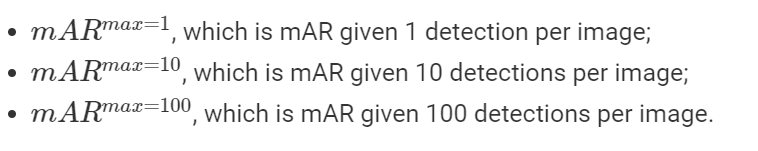 • mAR^{max=1}, which is mAR given 1 detection per image;
• mAR^{max=10}, which is mAR given 10 detections per image;
• mAR^{max=100}, which is mAR given 100 detections per image.